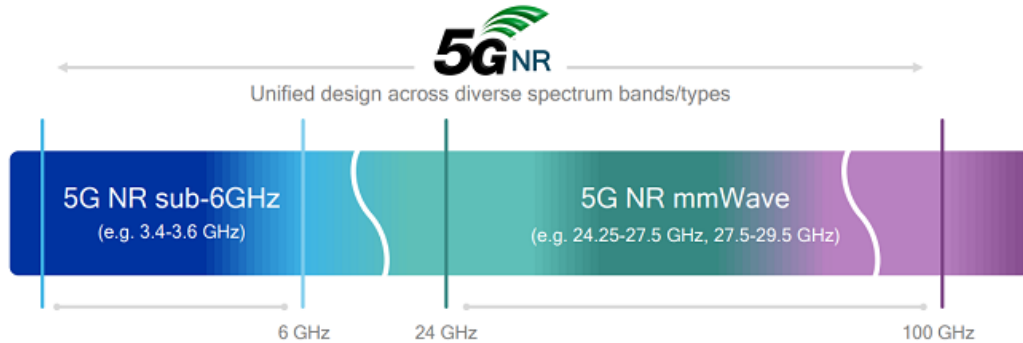 5G NR
Unified design across diverse spectrum bands/types
5G NR sub-6GHz
(e.g. 3.4-3.6 GHz)
5G NR mmWave
(e.g. 24.25-27.5 GHz, 27.5-29.5 GHz)
6 GHz
24 GHz
100 GHz